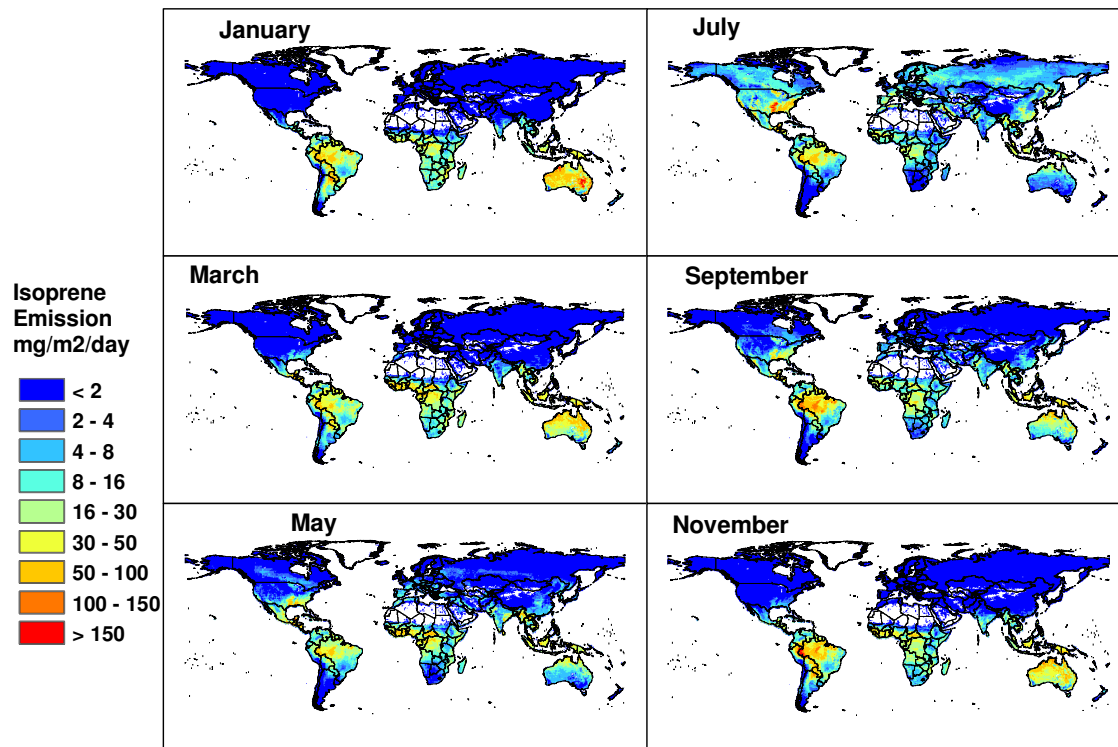 January
July
March
September
May
November
Isoprene
Emission
mg/m2/day
< 2
2 - 4
4 - 8
8 - 16
16 - 30
30 - 50
50 - 100
100 - 150
> 150